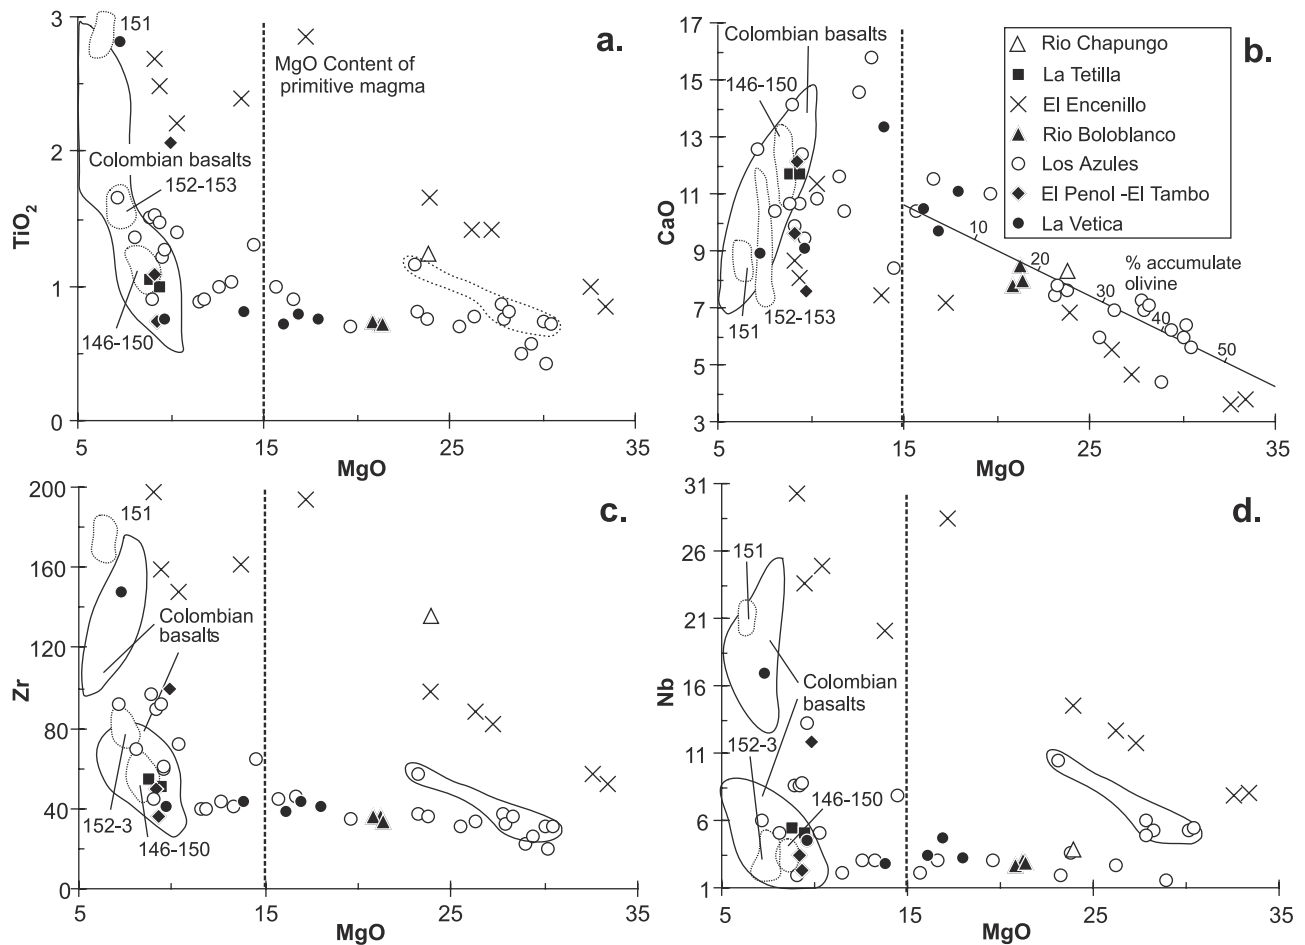 a.
3
2
1
0
TiO2
5
15
25
35
MgO
151
MgO Content of
primitive magma
Colombian basalts
152-153
146-150
b.
17
15
13
11
9
7
5
3
CaO
5
15
25
35
MgO
Colombian basalts
146-150
151
152-153
10
20
30
40
50
% accumulate
olivine
Rio Chapungo
La Tetilla
El Encenillo
Rio Boloblanco
Los Azules
El Penol -El Tambo
La Vetica
c.
200
160
120
80
40
0
Zr
5
15
25
35
MgO
151
Colombian
basalts
152-3
146-150
d.
31
26
21
16
11
6
1
Nb
5
15
25
35
MgO
151
Colombian
basalts
152-3
146-150